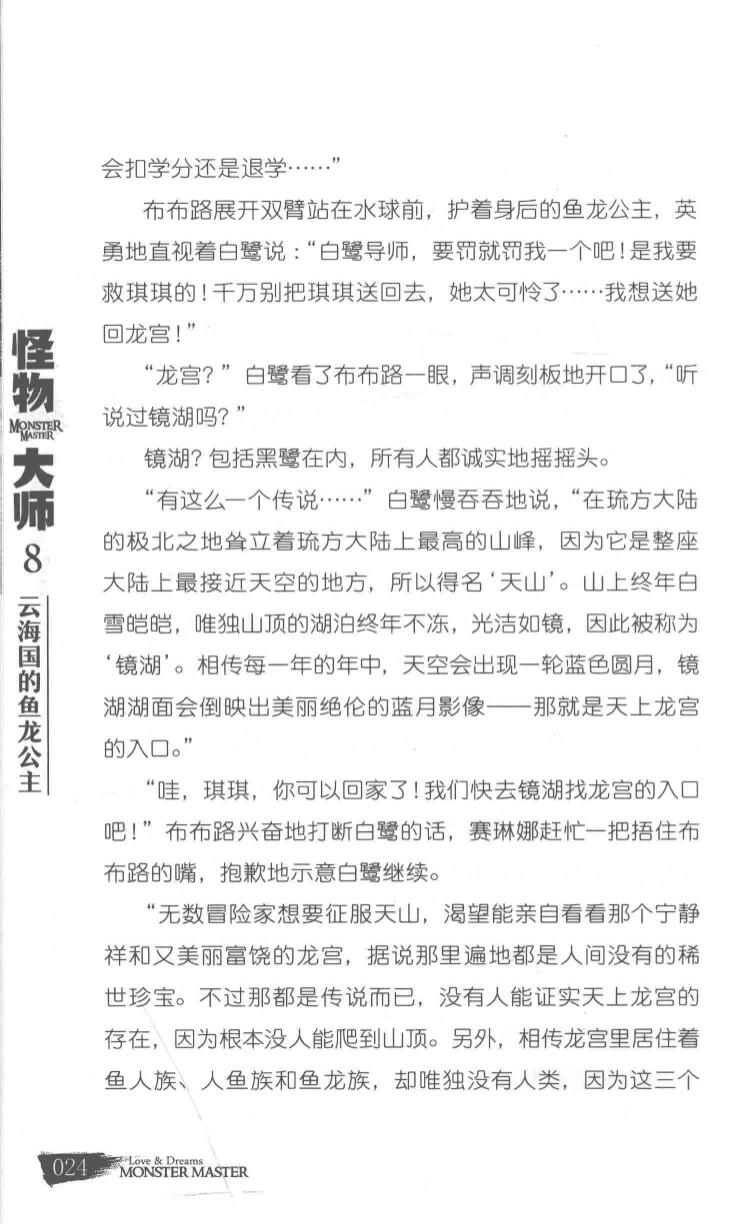 会扣学分还是退学……”
布布路展开双臂站在水球前，护着身后的鱼龙公主，英
勇地直视着白鹭说：“白鹭导师，要罚就罚我一个吧！是我要
救琪琪的！千万别把琪琪送回去，她太可怜了……我想送她
回龙宫！”
“龙宫？”白鹭看了布布路一眼，声调刻板地开口了，“听
说过镜湖吗？”
镜湖？包括黑鹭在内，所有人都诚实地摇摇头。
“有这么一个传说……”白鹭慢吞吞地说，“在琉方大陆
的极北之地耸立着琉方大陆上最高的山峰，因为它是整座
大陆上最接近天空的地方，所以得名‘天山’。山上终年白
雪皑皑，唯独山顶的湖泊终年不冻，光洁如镜，因此被称为
‘镜湖’。相传每一年的年中，天空会出现一轮蓝色圆月，镜
湖湖面会倒映出美丽绝伦的蓝月影像——那就是天上龙宫
的入口。”
“哇，琪琪，你可以回家了！我们快去镜湖找龙宫的入口
吧！”布布路兴奋地打断白鹭的话，赛琳娜赶忙一把捂住布
布路的嘴，抱歉地示意白鹭继续。
“无数冒险家想要征服天山，渴望能亲自看看那个宁静
祥和又美丽富饶的龙宫，据说那里遍地都是人间没有的稀
世珍宝。不过那都是传说而已，没有人能证实天上龙宫的
存在，因为根本没人能爬到山顶。另外，相传龙宫里居住着
鱼人族、人鱼族和鱼龙族，却唯独没有人类，因为这三个
怪物
MONSTER
MASTER
大师
8
云海国的鱼龙公主
024
Love & Dreams
MONSTER MASTER